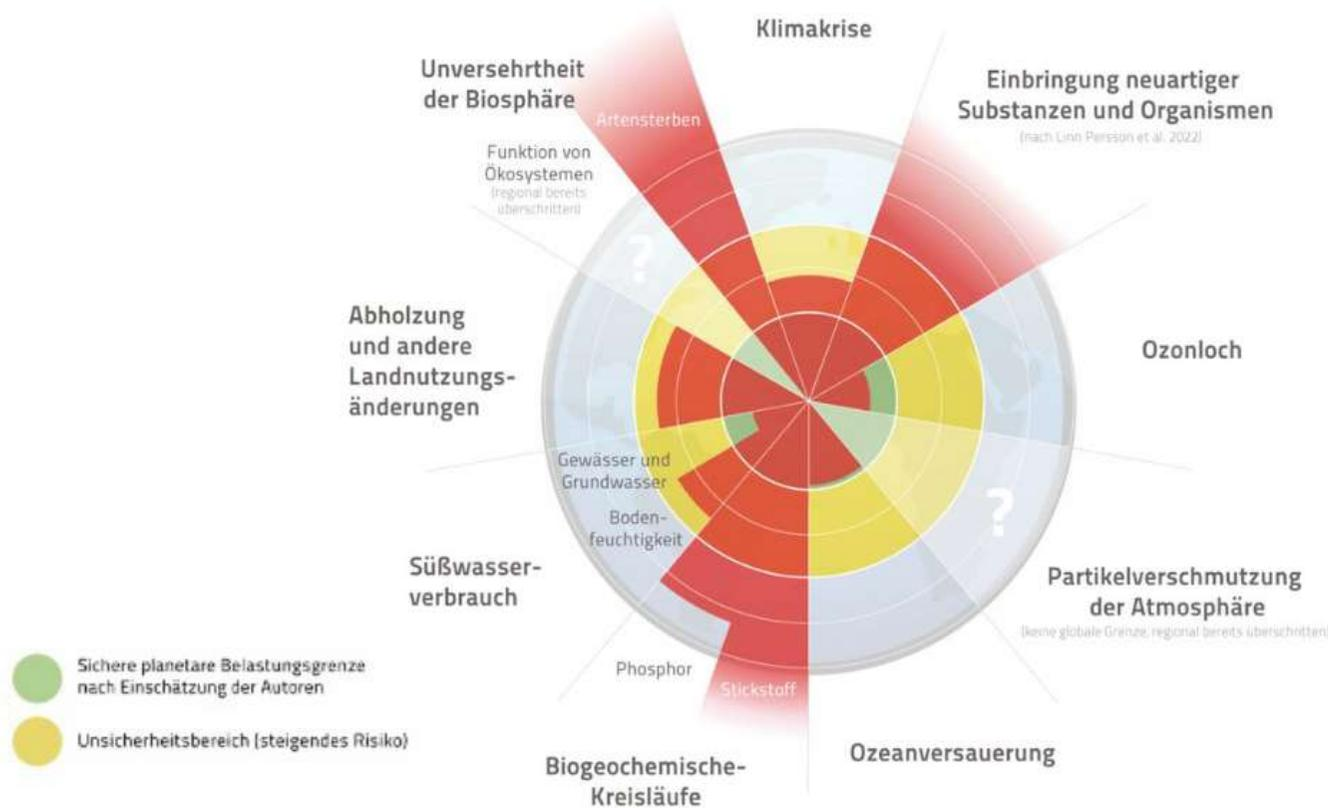 Klimakrise
Einbringung neuartiger
Substanzen und Organismen
(nach Linn Persson et al. 2022)
Ozonloch
?
Partikelverschmutzung
der Atmosphäre
(keine globale Grenze, regional bereits überschritten)
Ozeanversauerung
Biogeochemische-
Kreisläufe
Stickstoff
Phosphor
Süßwasser-
verbrauch
Boden-
feuchtigkeit
Gewässer und
Grundwasser
Abholzung
und andere
Landnutzungs-
änderungen
Unversehrtheit
der Biosphäre
Artensterben
Funktion von
Ökosystemen
(regional bereits
überschritten)
?
Sichere planetare Belastungsgrenze
nach Einschätzung der Autoren
Unsicherheitsbereich (steigendes Risiko)